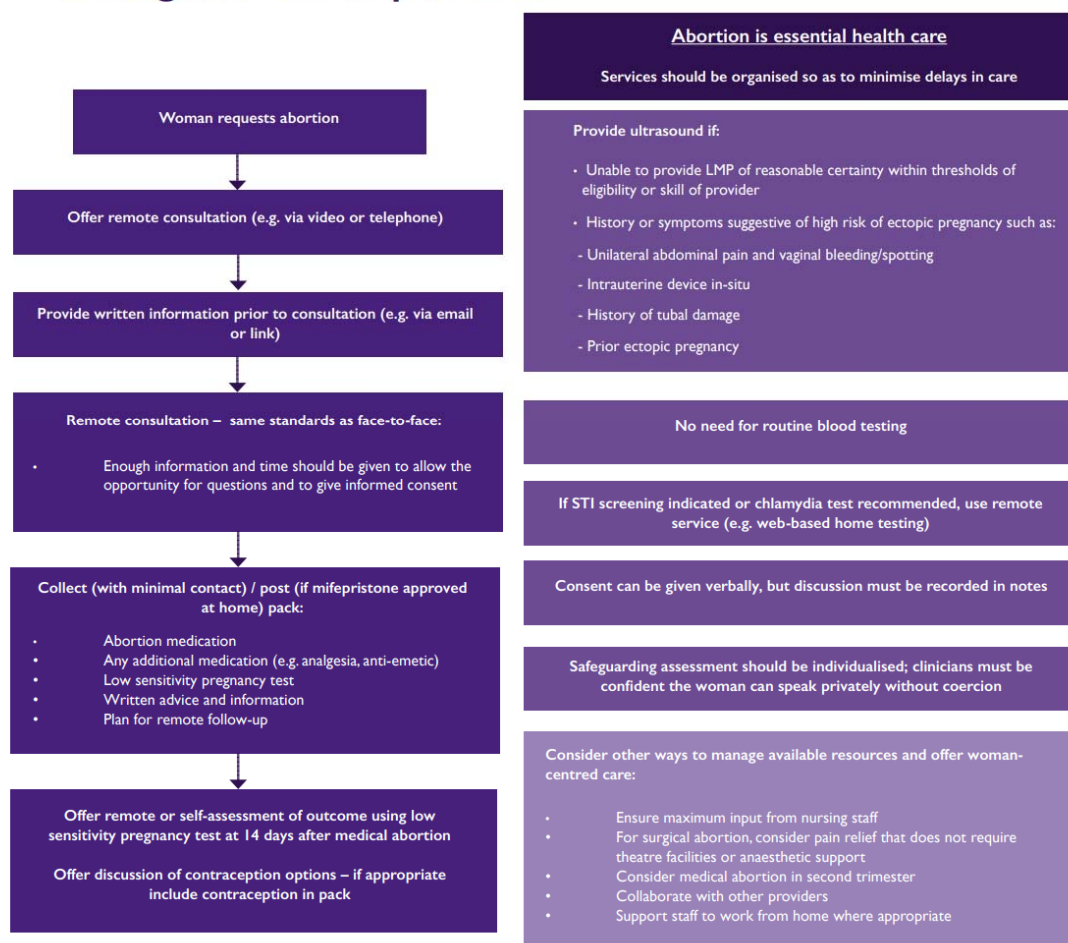 Woman requests abortion
Offer remote consultation (e.g. via video or telephone)
Provide written information prior to consultation (e.g. via email
or link)
Remote consultation – same standards as face-to-face:
• Enough information and time should be given to allow the
opportunity for questions and to give informed consent
Collect (with minimal contact) / post (if mifepristone approved
at home) pack:
• Abortion medication
• Any additional medication (e.g. analgesia, anti-emetic)
• Low sensitivity pregnancy test
• Written advice and information
• Plan for remote follow-up
Offer remote or self-assessment of outcome using low
sensitivity pregnancy test at 14 days after medical abortion
Offer discussion of contraception options – if appropriate
include contraception in pack
Abortion is essential health care
Services should be organised so as to minimise delays in care
Provide ultrasound if:
• Unable to provide LMP of reasonable certainty within thresholds of
eligibility or skill of provider
• History or symptoms suggestive of high risk of ectopic pregnancy such as:
- Unilateral abdominal pain and vaginal bleeding/spotting
- Intrauterine device in-situ
- History of tubal damage
- Prior ectopic pregnancy
No need for routine blood testing
If STI screening indicated or chlamydia test recommended, use remote
service (e.g. web-based home testing)
Consent can be given verbally, but discussion must be recorded in notes
Safeguarding assessment should be individualised; clinicians must be
confident the woman can speak privately without coercion
Consider other ways to manage available resources and offer woman-
centred care:
• Ensure maximum input from nursing staff
• For surgical abortion, consider pain relief that does not require
theatre facilities or anaesthetic support
• Consider medical abortion in second trimester
• Collaborate with other providers
• Support staff to work from home where appropriate